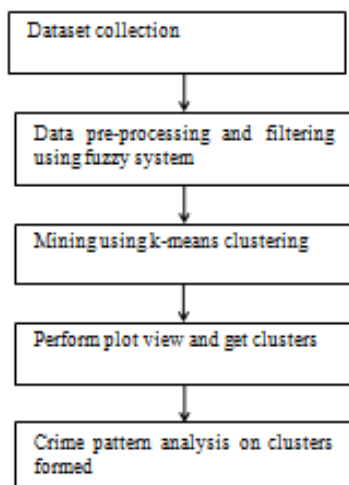 Dataset collection
Data pre-processing and filtering
using fuzzy system
Mining using k-means clustering
Perform plot view and get clusters
Crime pattern analysis on clusters
formed